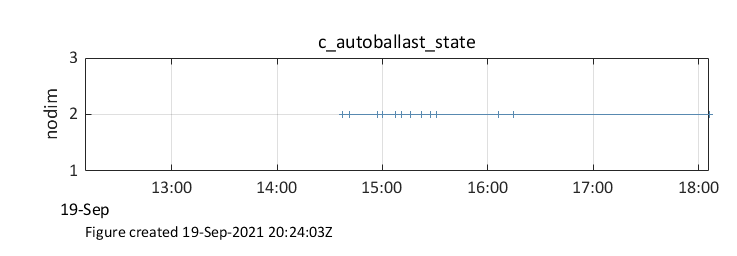 c_autoballast_state
nodim
3
2
1
13:00 14:00 15:00 16:00 17:00 18:00
19-Sep
Figure created 19-Sep-2021 20:24:03Z